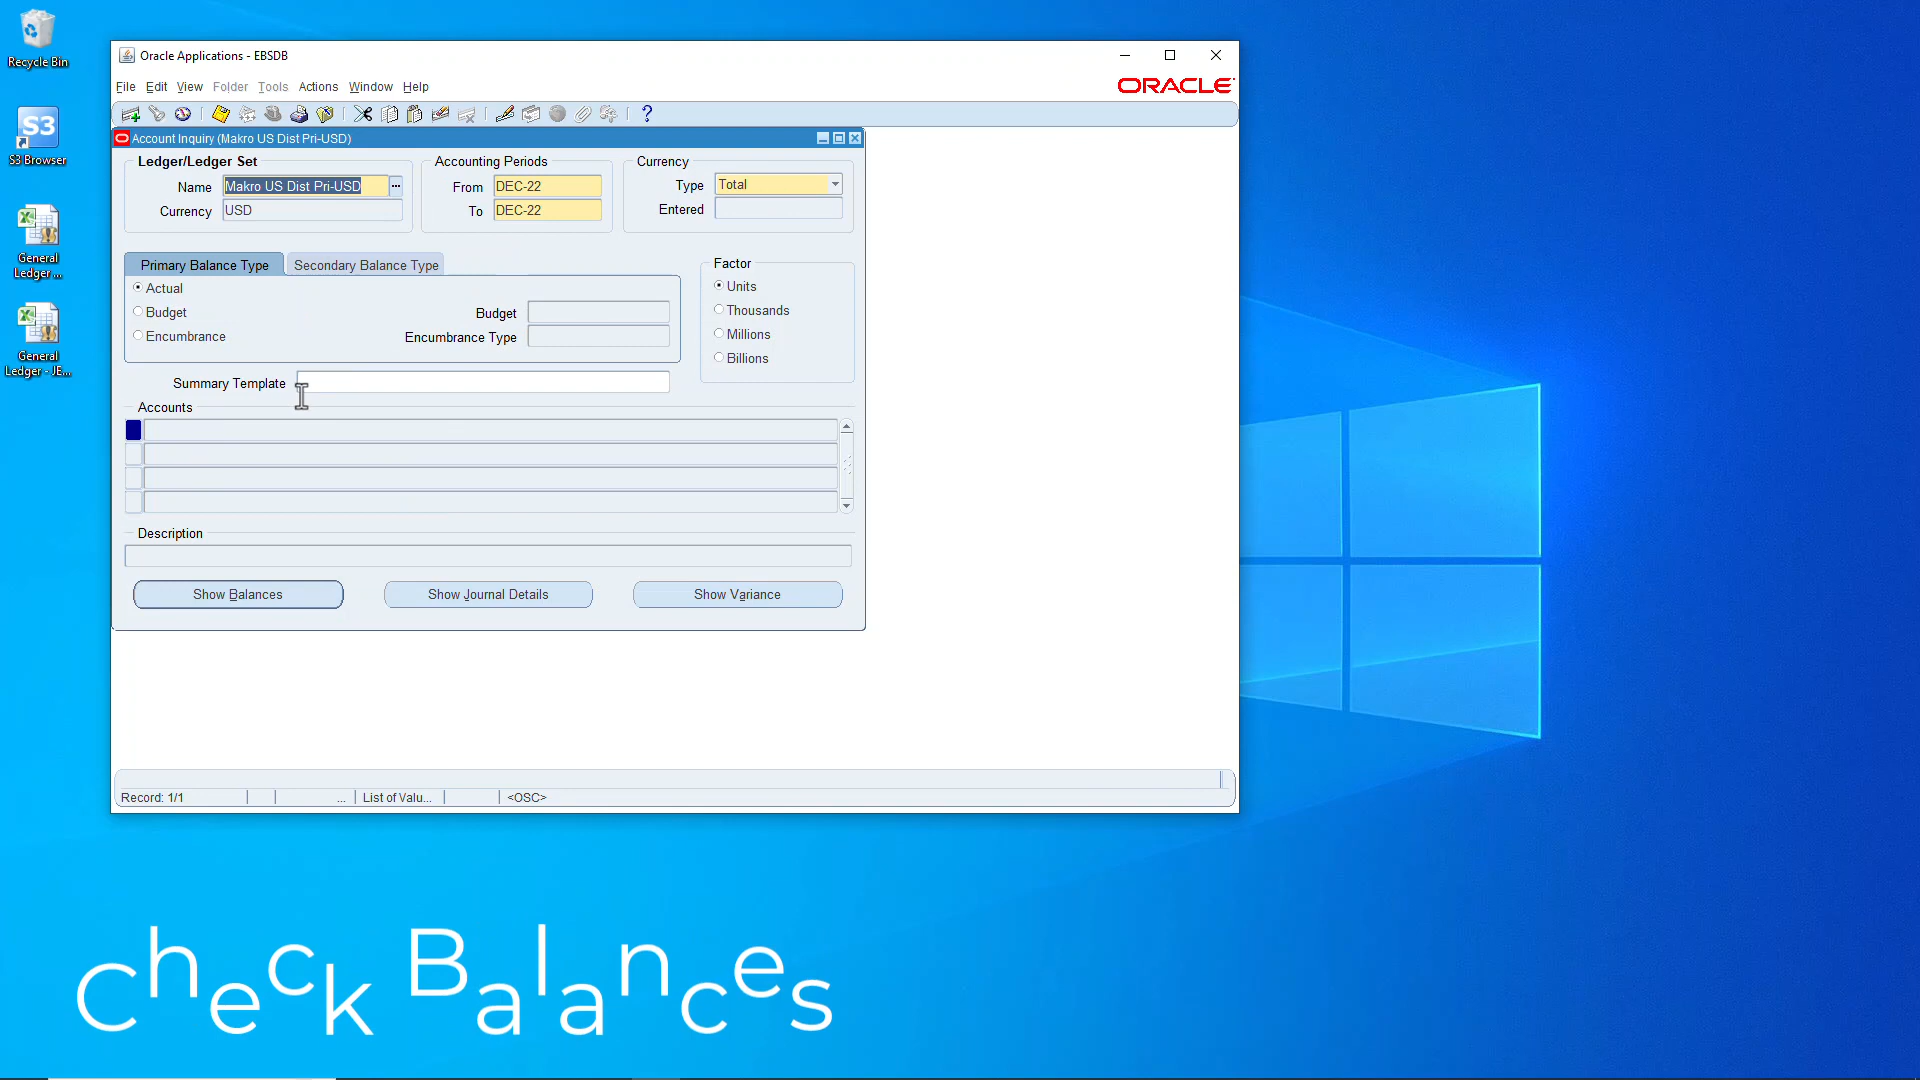 Recycle Bin
S3
S3 Browser
General
Ledger ...
General
Ledger - JE...
Oracle Applications - EBSDB
File Edit View Folder Tools Actions Window Help
ORACLE
Account Inquiry (Makro US Dist Pri-USD)
Ledger/Ledger Set
Name Makro US Dist Pri-USD ...
Currency USD
Accounting Periods
From DEC-22
To DEC-22
Currency
Type Total
Entered
Primary Balance Type Secondary Balance Type
Actual
Budget
Encumbrance
Budget
Encumbrance Type
Factor
Units
Thousands
Millions
Billions
Summary Template
Accounts
Description
Show Balances Show Journal Details Show Variance
Record: 1/1 ... List of Valu... <OSC>
Check Balances